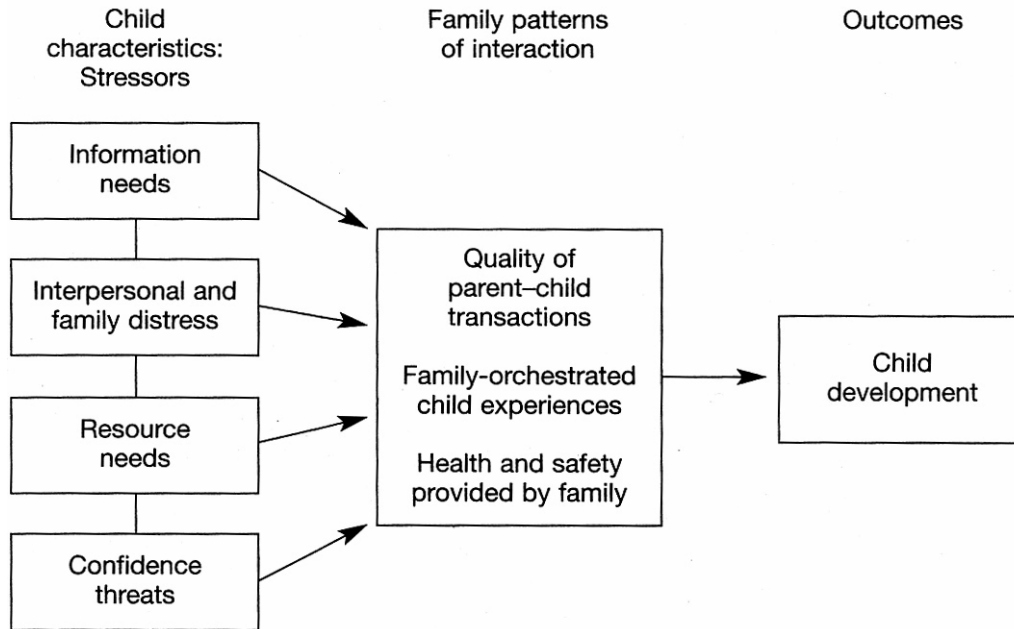 Child
characteristics:
Stressors
Family patterns
of interaction
Outcomes
Information
needs
Interpersonal and
family distress
Resource
needs
Confidence
threats
Quality of
parent–child
transactions
Family-orchestrated
child experiences
Health and safety
provided by family
Child
development